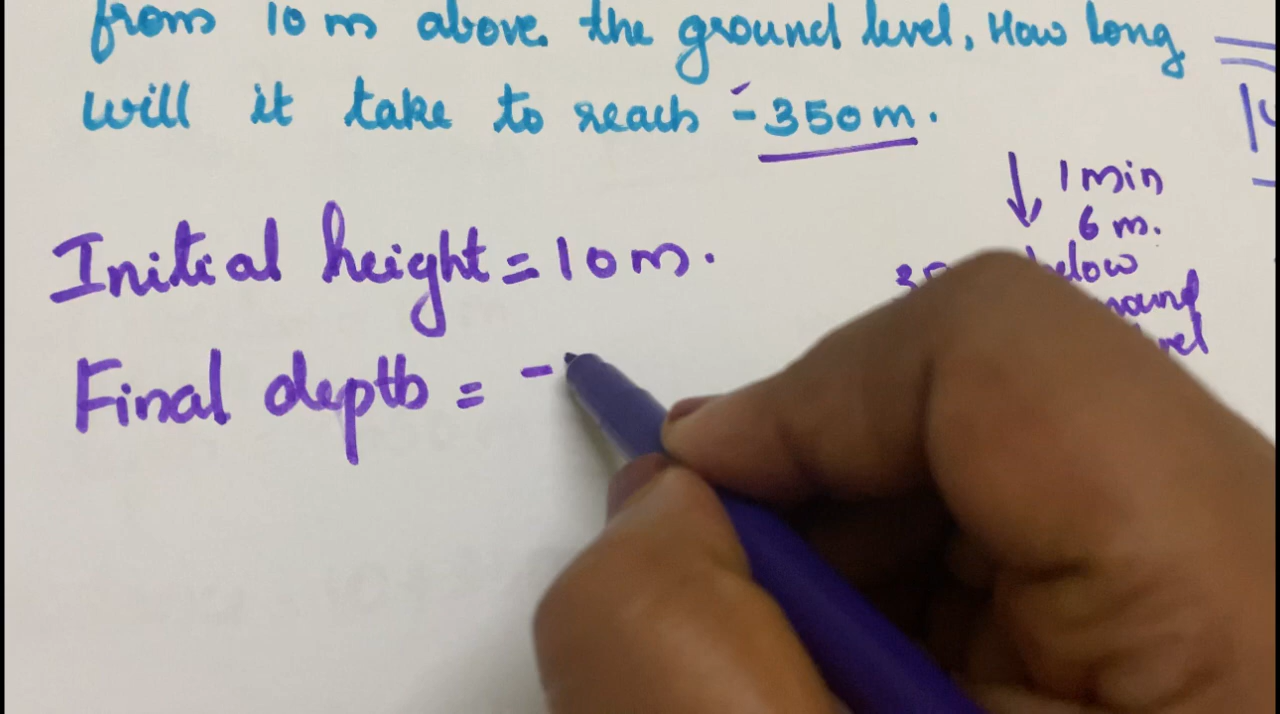 from 10 m above the ground level, How long
will it take to reach -350 m.
Initial height = 10 m.
Final depth = -
↓ 1 min
6 m.
below